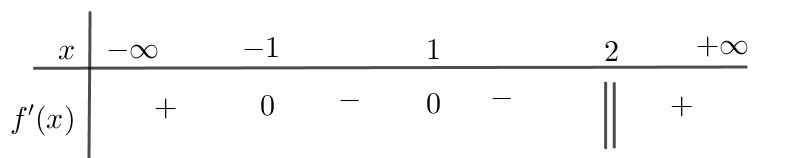 x −∞ −1 1 2 +∞
f′(x) + 0 − 0 − || +